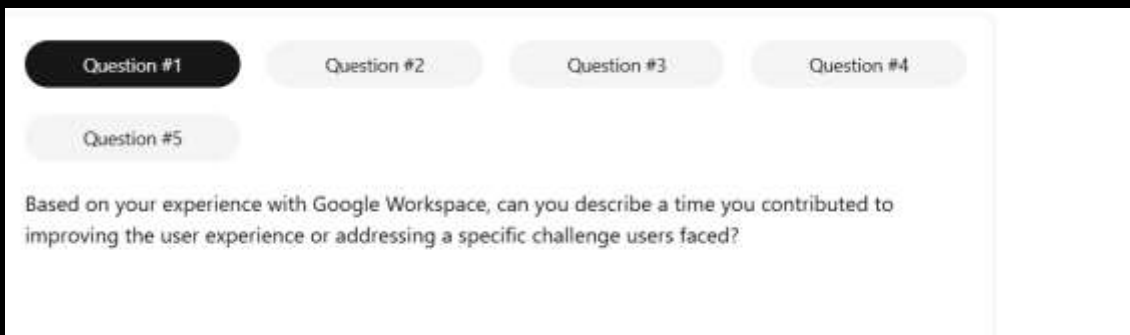 Question #1
Question #2
Question #3
Question #4
Question #5
Based on your experience with Google Workspace, can you describe a time you contributed to
improving the user experience or addressing a specific challenge users faced?